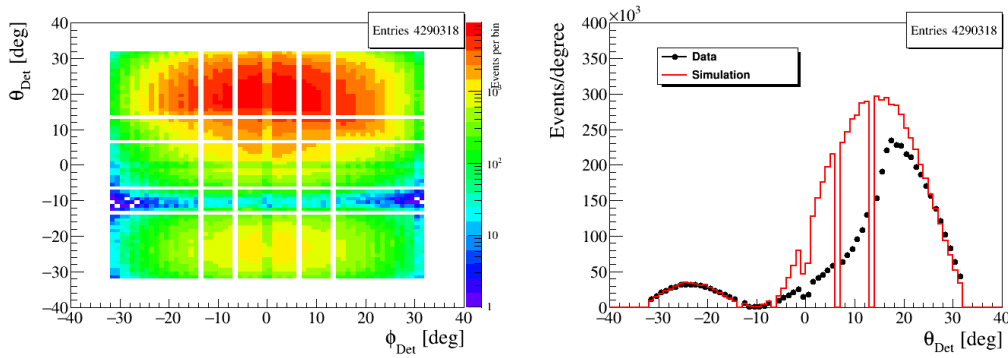 θDet [deg]
40
30
20
10
0
−10
−20
−30
−40
−40 −30 −20 −10 0 10 20 30 40
ϕDet [deg]
Entries 4290318
Events per bin
10²
10
1
Events/degree
400 ×10³
350
300
250
200
150
100
50
0
−40 −30 −20 −10 0 10 20 30 40
θDet [deg]
Entries 4290318
Data
Simulation